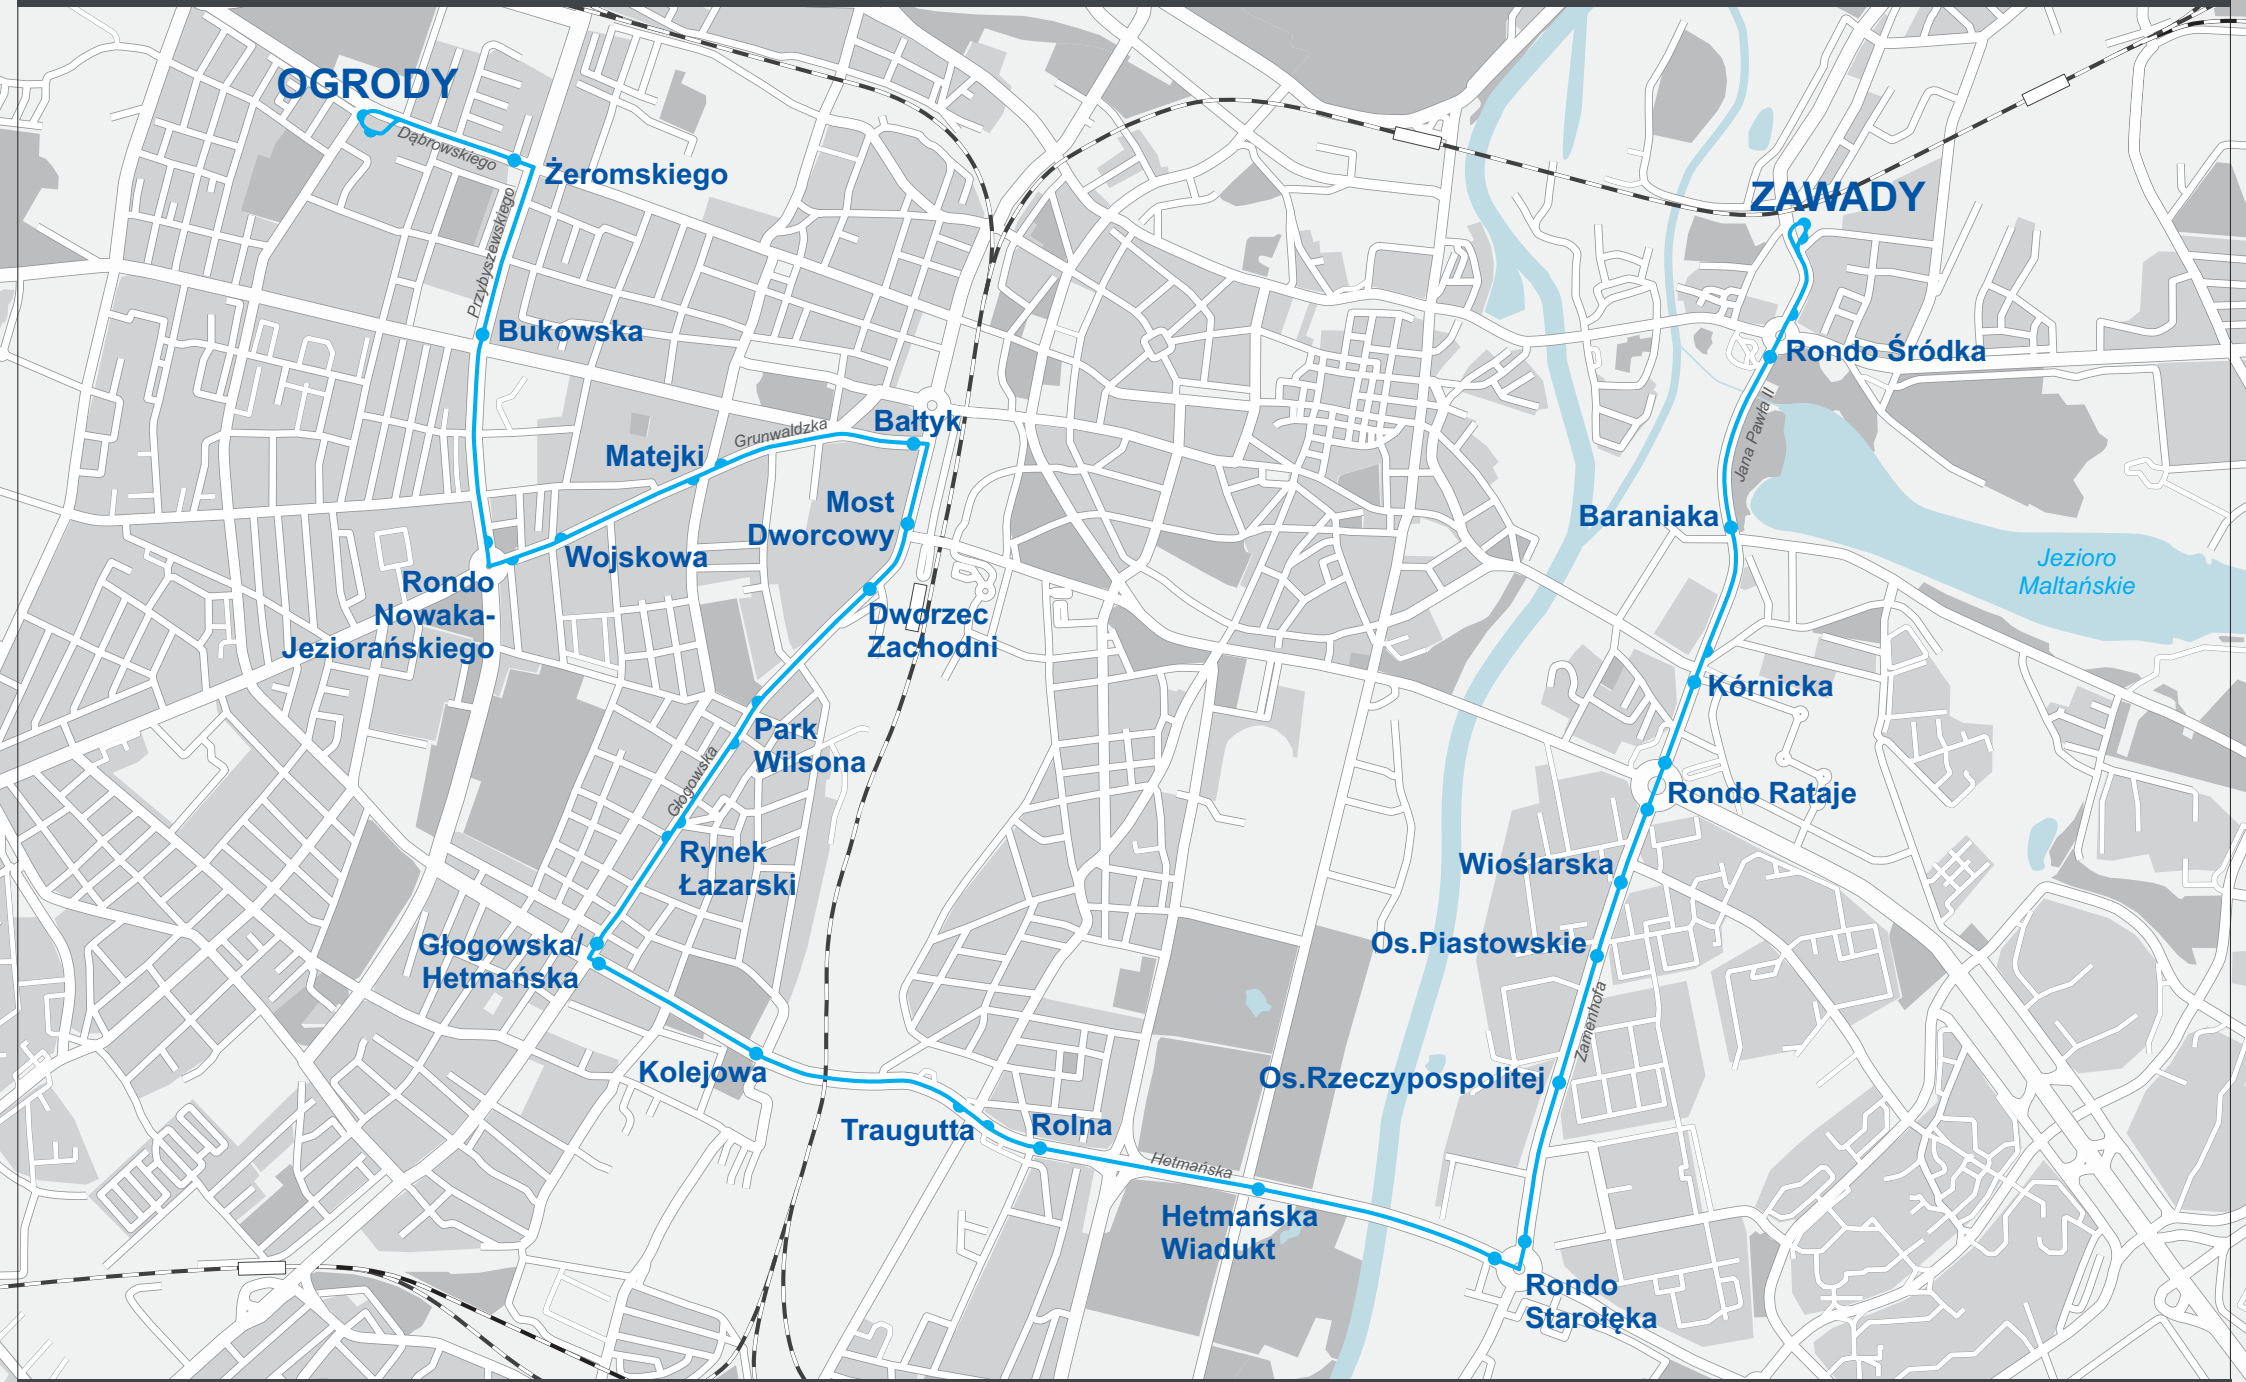 OGRODY
Dąbrowskiego
Żeromskiego
Przybyszewskiego
ZAWADY
Bukowska
Rondo Śródka
Jana Pawła II
Grunwaldzka
Bałtyk
Matejki
Most
Dworcowy
Baraniaka
Wojskowa
Jezioro
Maltańskie
Rondo
Nowaka-
Jeziorańskiego
Dworzec
Zachodni
Kórnicka
Park
Wilsona
Głogowska
Rondo Rataje
Rynek
Łazarski
Wioślarska
Głogowska/
Hetmańska
Os.Piastowskie
Zamenhofa
Kolejowa
Os.Rzeczypospolitej
Traugutta
Rolna
Hetmańska
Hetmańska
Wiadukt
Rondo
Starołęka